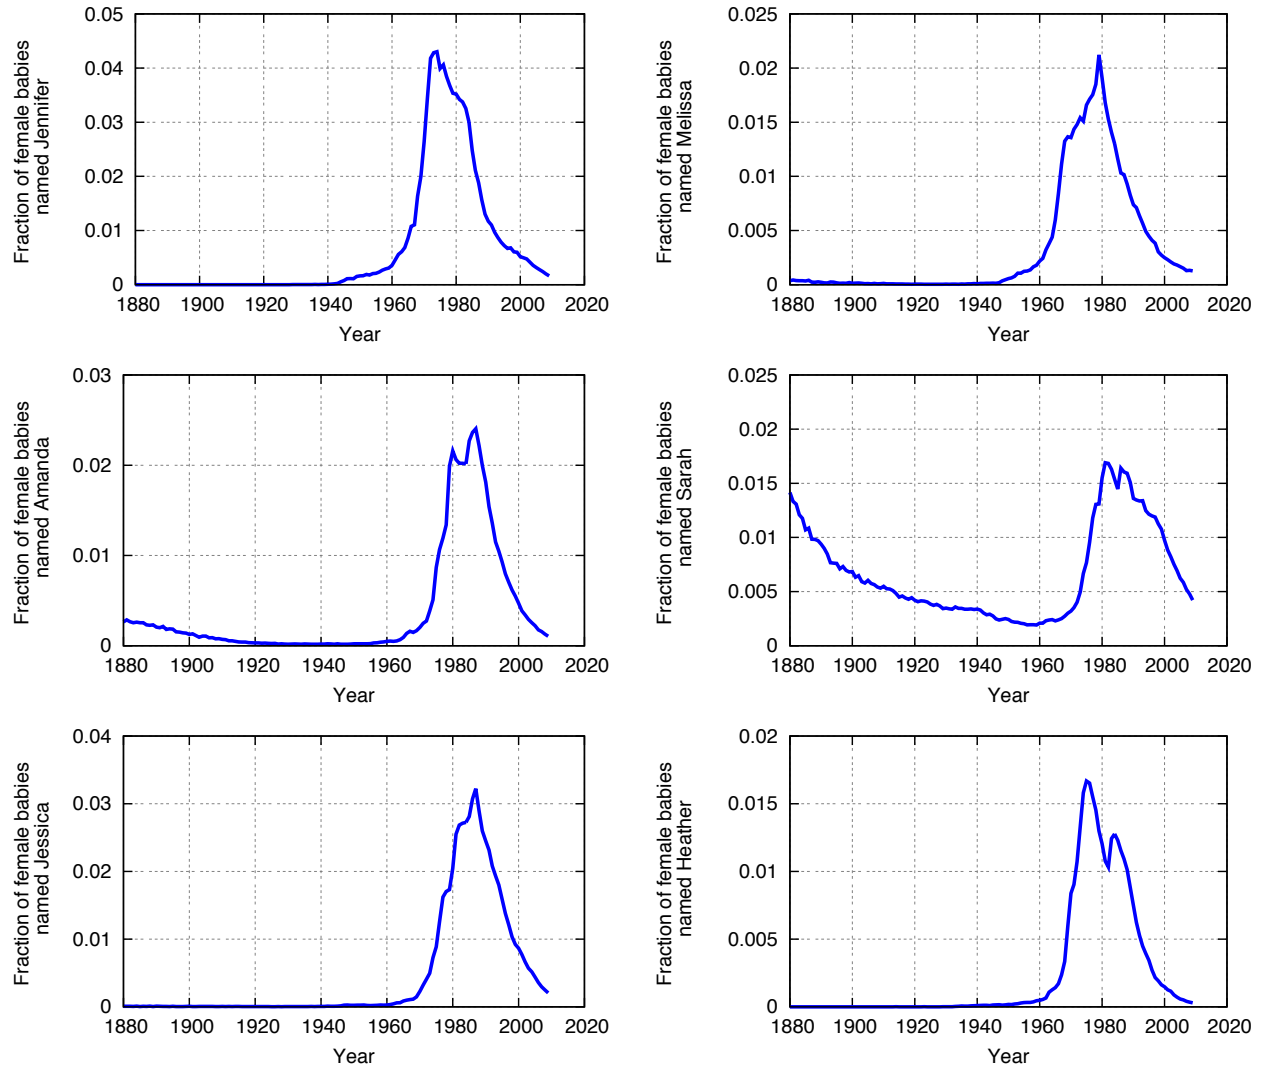 Fraction of female babies
named Jennifer
0.05
0.04
0.03
0.02
0.01
0
1880 1900 1920 1940 1960 1980 2000 2020
Year
Fraction of female babies
named Melissa
0.025
0.02
0.015
0.01
0.005
0
1880 1900 1920 1940 1960 1980 2000 2020
Year
Fraction of female babies
named Amanda
0.03
0.02
0.01
0
1880 1900 1920 1940 1960 1980 2000 2020
Year
Fraction of female babies
named Sarah
0.025
0.02
0.015
0.01
0.005
0
1880 1900 1920 1940 1960 1980 2000 2020
Year
Fraction of female babies
named Jessica
0.04
0.03
0.02
0.01
0
1880 1900 1920 1940 1960 1980 2000 2020
Year
Fraction of female babies
named Heather
0.02
0.015
0.01
0.005
0
1880 1900 1920 1940 1960 1980 2000 2020
Year